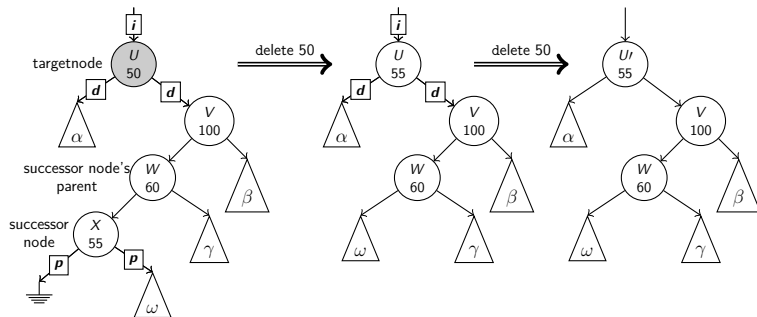 i
targetnode
U
50
d
d
α
V
100
successor node's
parent
W
60
β
successor
node
X
55
γ
p
p
ω
delete 50
i
U
55
d
d
α
V
100
W
60
β
ω
γ
delete 50
U′
55
α
V
100
W
60
β
ω
γ